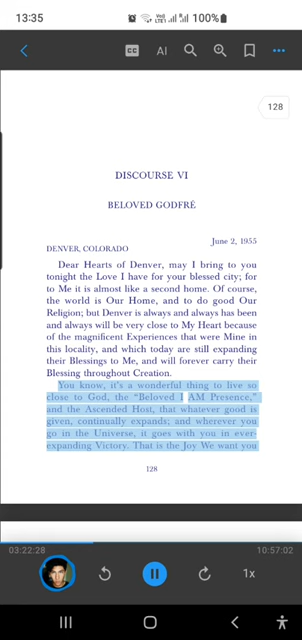 13:35
100%
CC AI
128
DISCOURSE VI
BELOVED GODFRÉ
June 2, 1955
DENVER, COLORADO
Dear Hearts of Denver, may I bring to you
tonight the Love I have for your blessed city; for
to Me it is almost like a second home. Of course,
the world is Our Home, and to do good Our
Religion; but Denver is always and always has been
and always will be very close to My Heart because
of the magnificent Experiences that were Mine in
this locality, and which today are still expanding
their Blessings to Me, and will forever carry their
Blessing throughout Creation.
You know, it's a wonderful thing to live so
close to God, the “Beloved I AM Presence,”
and the Ascended Host, that whatever good is
given, continually expands; and wherever you
go in the Universe, it goes with you in ever-
expanding Victory. That is the Joy We want you
128
03:22:28
10:57:02
1x